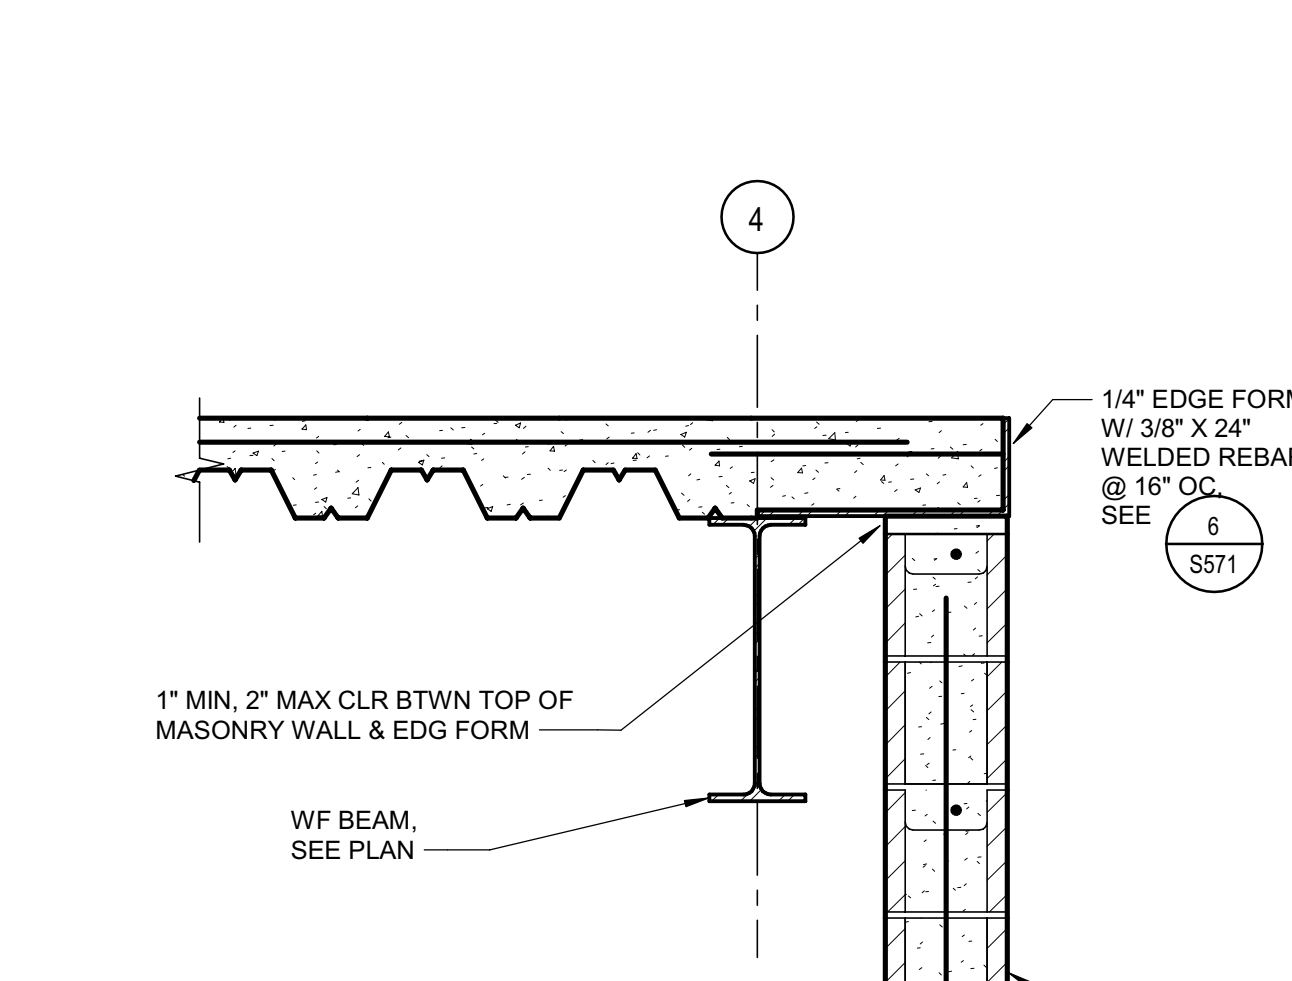 4
1/4" EDGE FORM
W/ 3/8" X 24"
WELDED REBAR
@ 16" OC,
SEE
6
S571
1" MIN, 2" MAX CLR BTWN TOP OF
MASONRY WALL & EDG FORM
WF BEAM,
SEE PLAN